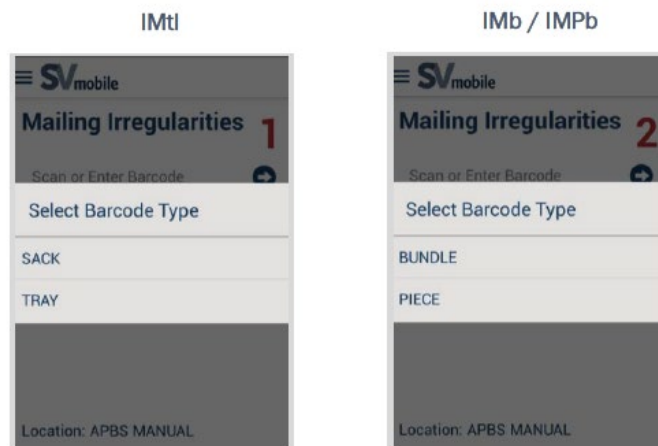 IMtl
SVmobile
Mailing Irregularities 1
Scan or Enter Barcode
Select Barcode Type
SACK
TRAY
Location: APBS MANUAL
IMb / IMPb
SVmobile
Mailing Irregularities 2
Scan or Enter Barcode
Select Barcode Type
BUNDLE
PIECE
Location: APBS MANUAL